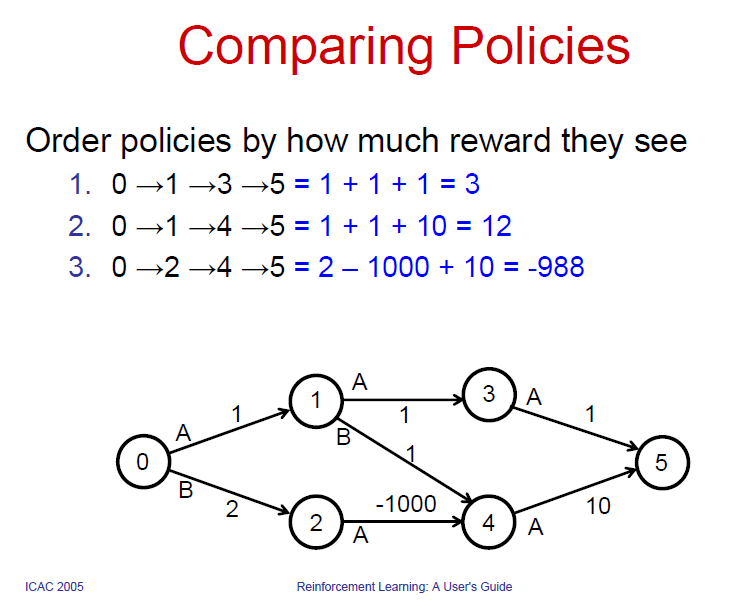 Comparing Policies
Order policies by how much reward they see
1. 0 →1 →3 →5 = 1 + 1 + 1 = 3
2. 0 →1 →4 →5 = 1 + 1 + 10 = 12
3. 0 →2 →4 →5 = 2 – 1000 + 10 = -988
A
1
A
1
3
A
1
1
B
1
A
0
5
B
2
-1000
10
2
A
4
A
ICAC 2005
Reinforcement Learning: A User's Guide